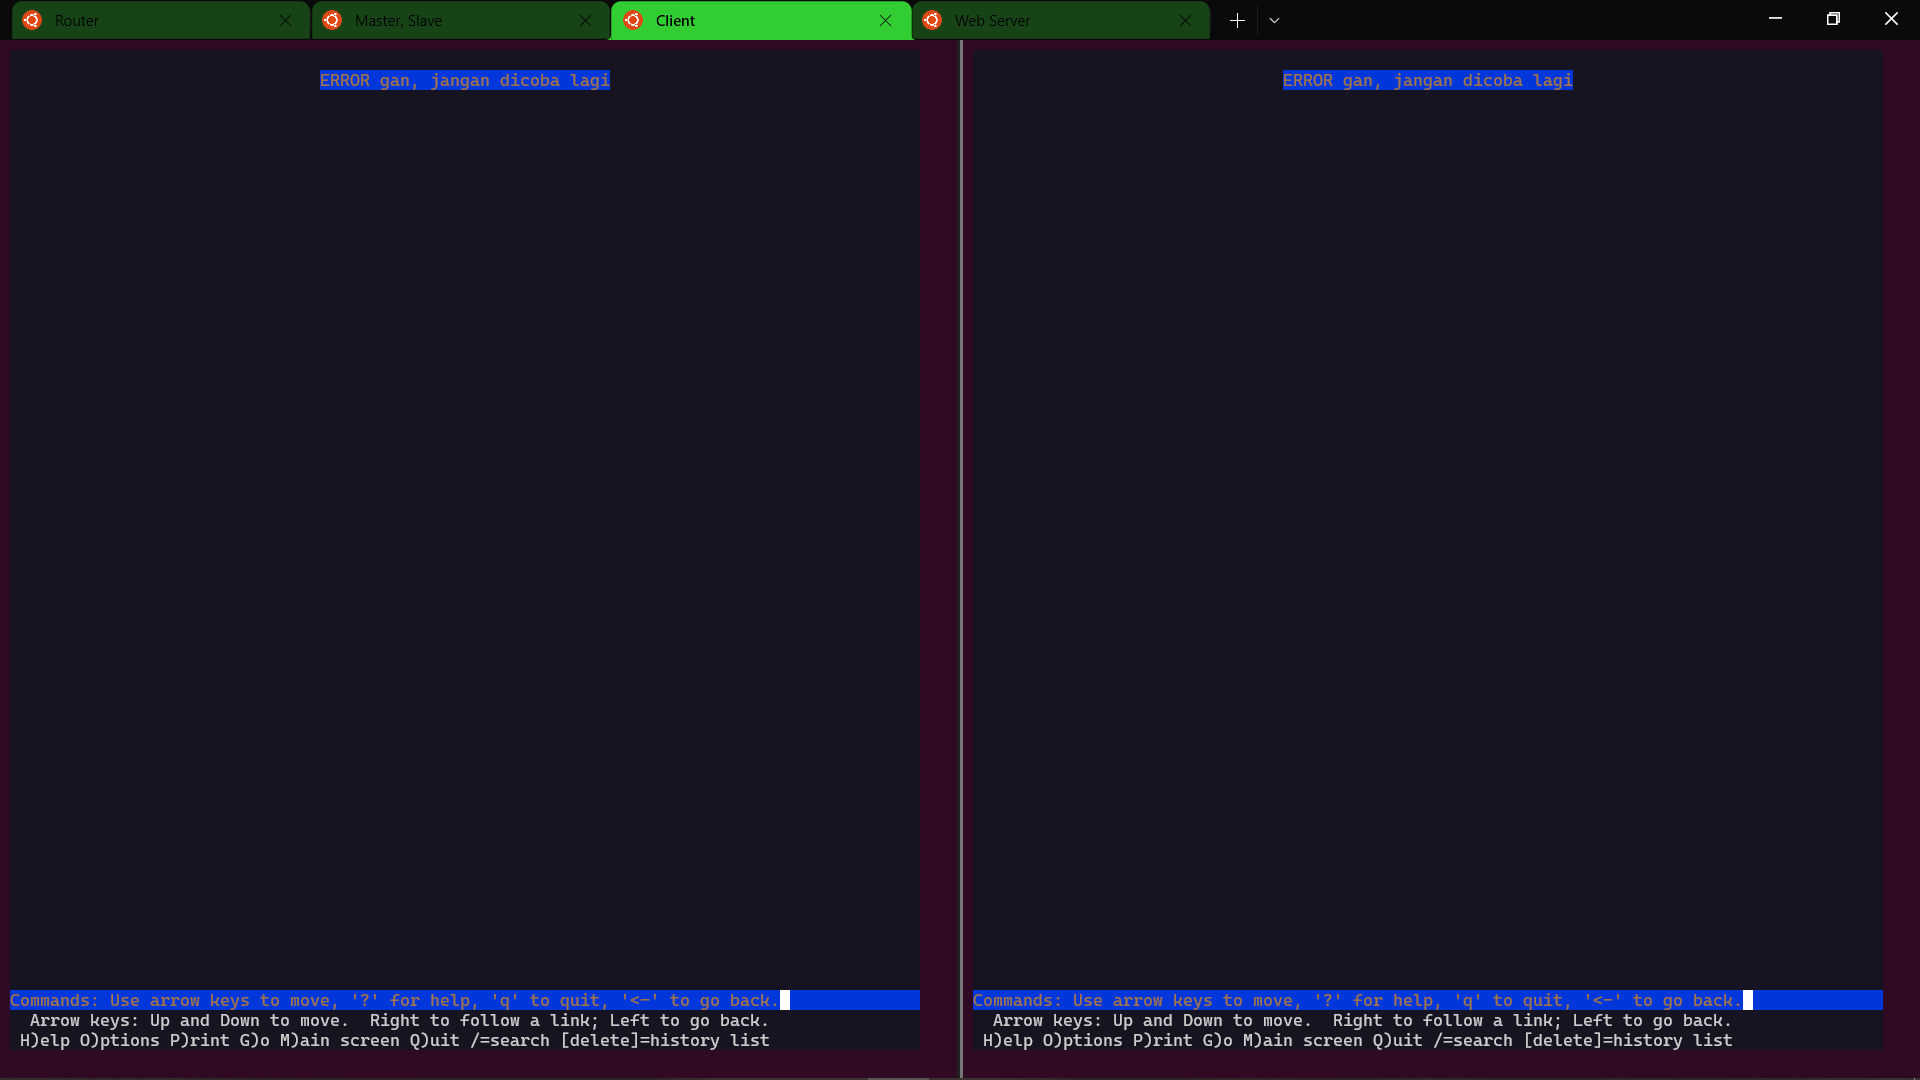 Router
Master, Slave
Client
Web Server
ERROR gan, jangan dicoba lagi
Commands: Use arrow keys to move, '?' for help, 'q' to quit, '<-' to go back.
Arrow keys: Up and Down to move.  Right to follow a link; Left to go back.
H)elp O)ptions P)rint G)o M)ain screen Q)uit /=search [delete]=history list
ERROR gan, jangan dicoba lagi
Commands: Use arrow keys to move, '?' for help, 'q' to quit, '<-' to go back.
Arrow keys: Up and Down to move.  Right to follow a link; Left to go back.
H)elp O)ptions P)rint G)o M)ain screen Q)uit /=search [delete]=history list